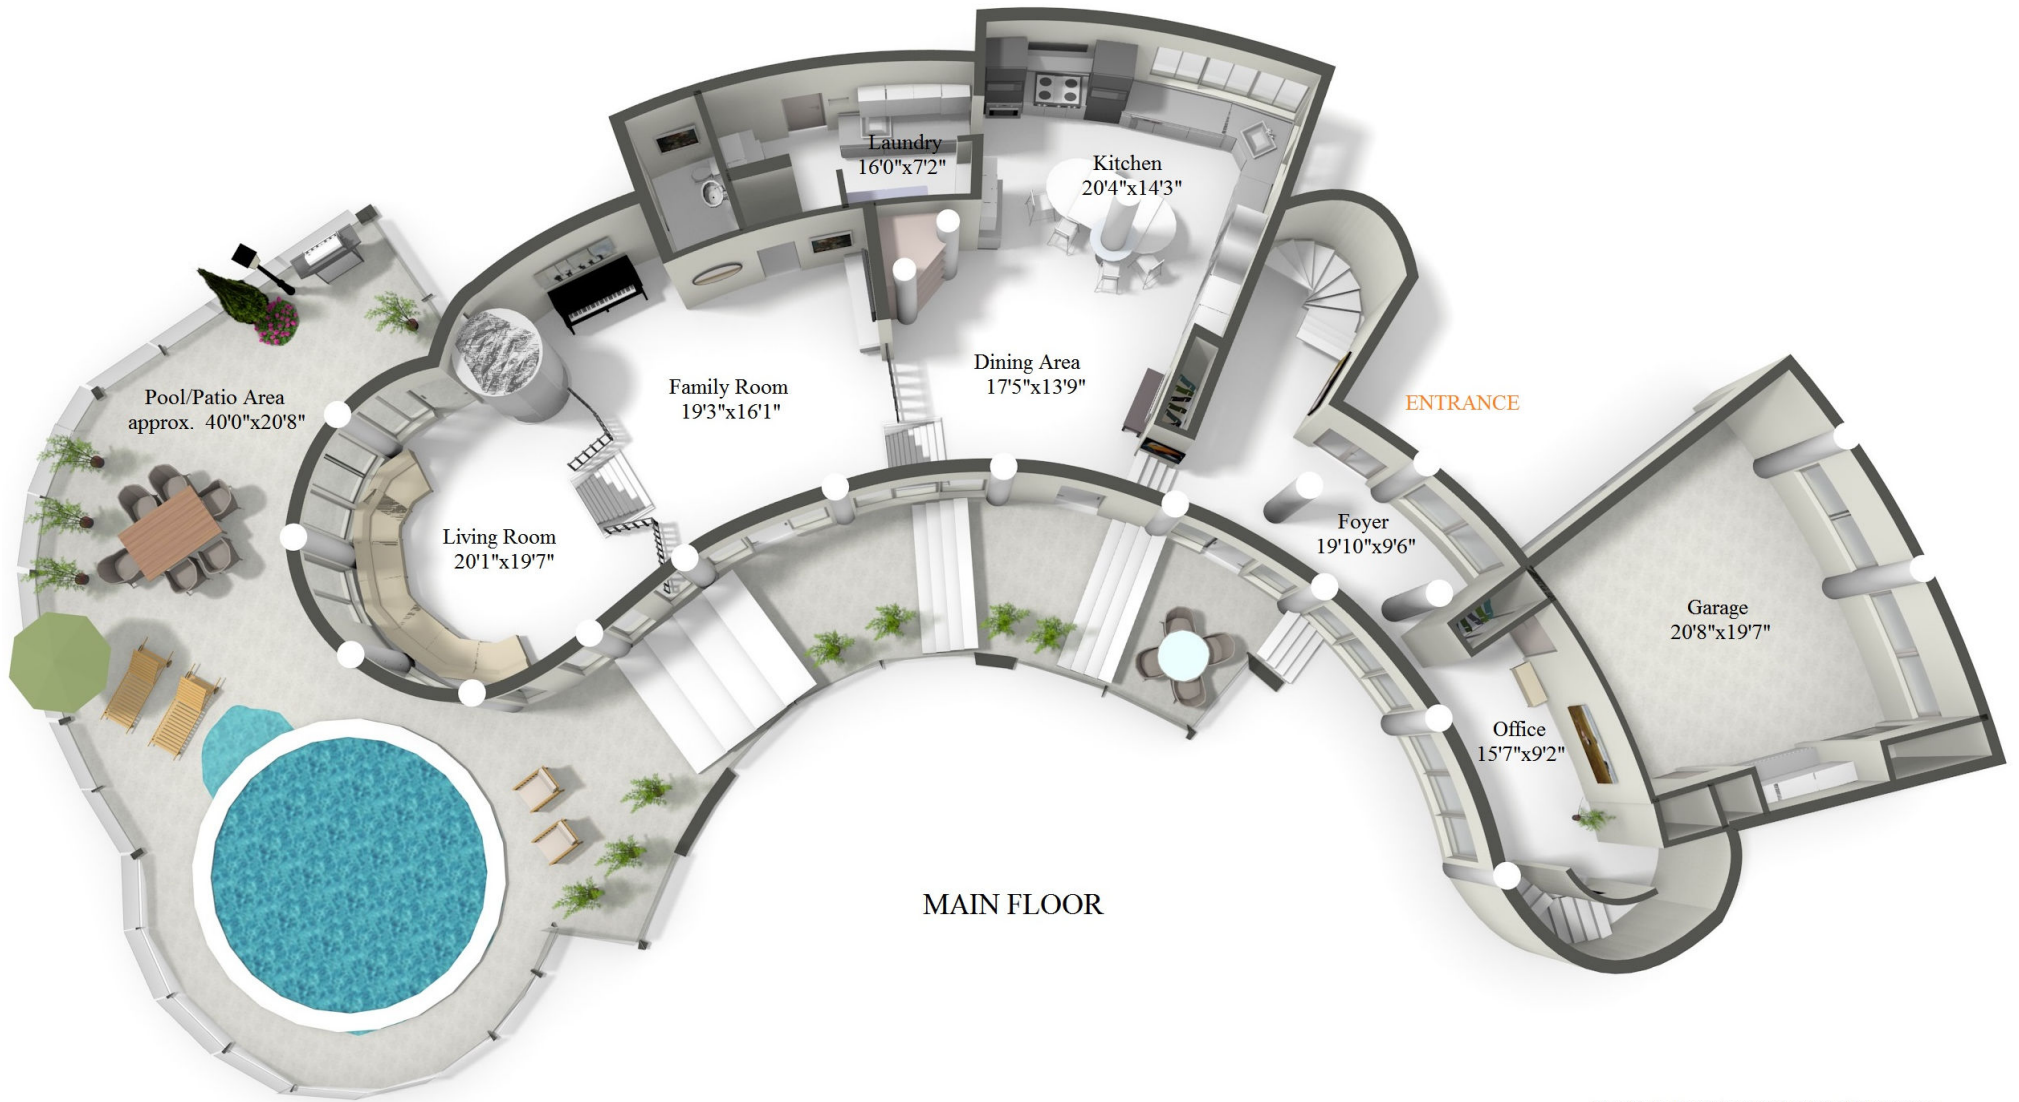 Laundry
16'0"x7'2"
Kitchen
20'4"x14'3"
Dining Area
17'5"x13'9"
Family Room
19'3"x16'1"
Pool/Patio Area
approx. 40'0"x20'8"
ENTRANCE
Living Room
20'1"x19'7"
Foyer
19'10"x9'6"
Garage
20'8"x19'7"
Office
15'7"x9'2"
MAIN FLOOR